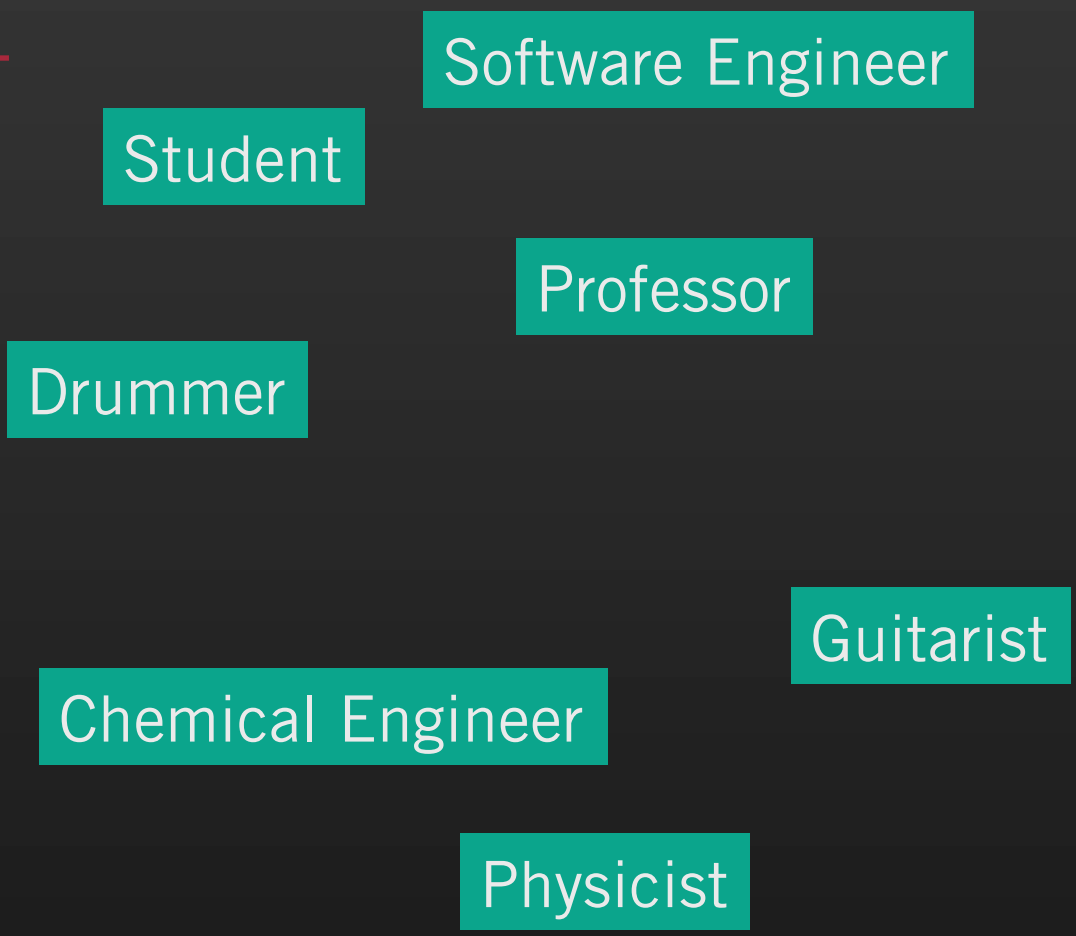 Software Engineer
Student
Professor
Drummer
Guitarist
Chemical Engineer
Physicist